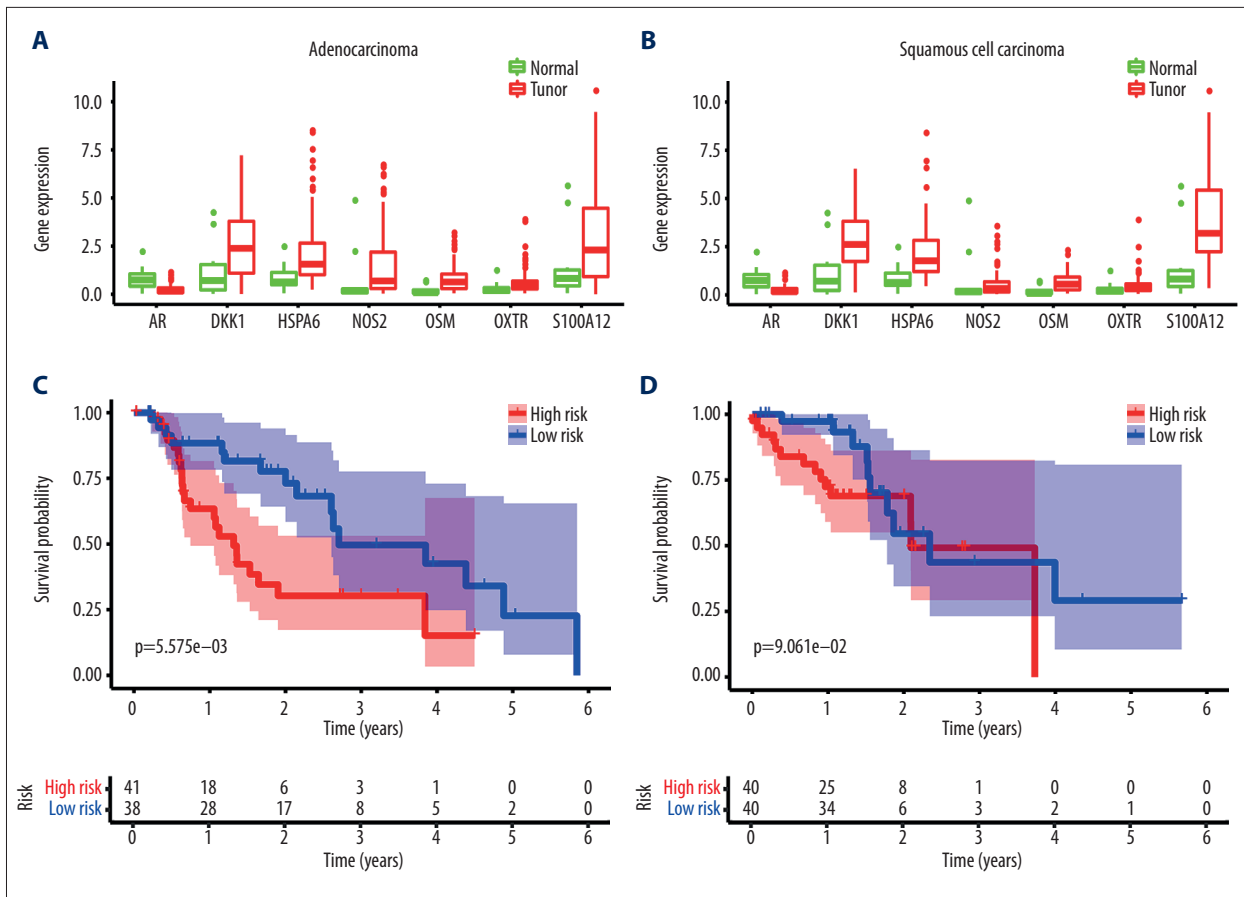 A
Adenocarcinoma
Normal
Tunor
Gene expression
10.0
7.5
5.0
2.5
0.0
AR DKK1 HSPA6 NOS2 OSM OXTR S100A12
B
Squamous cell carcinoma
Normal
Tunor
Gene expression
10.0
7.5
5.0
2.5
0.0
AR DKK1 HSPA6 NOS2 OSM OXTR S100A12
C
High risk
Low risk
Survival probability
1.00
0.75
0.50
0.25
0.00
p=5.575e–03
0 1 2 3 4 5 6
Time (years)
Risk
High risk 41 18 6 3 1 0 0
Low risk 38 28 17 8 5 2 0
0 1 2 3 4 5 6
Time (years)
D
High risk
Low risk
Survival probability
1.00
0.75
0.50
0.25
0.00
p=9.061e–02
0 1 2 3 4 5 6
Time (years)
Risk
High risk 40 25 8 1 0 0 0
Low risk 40 34 6 3 2 1 0
0 1 2 3 4 5 6
Time (years)